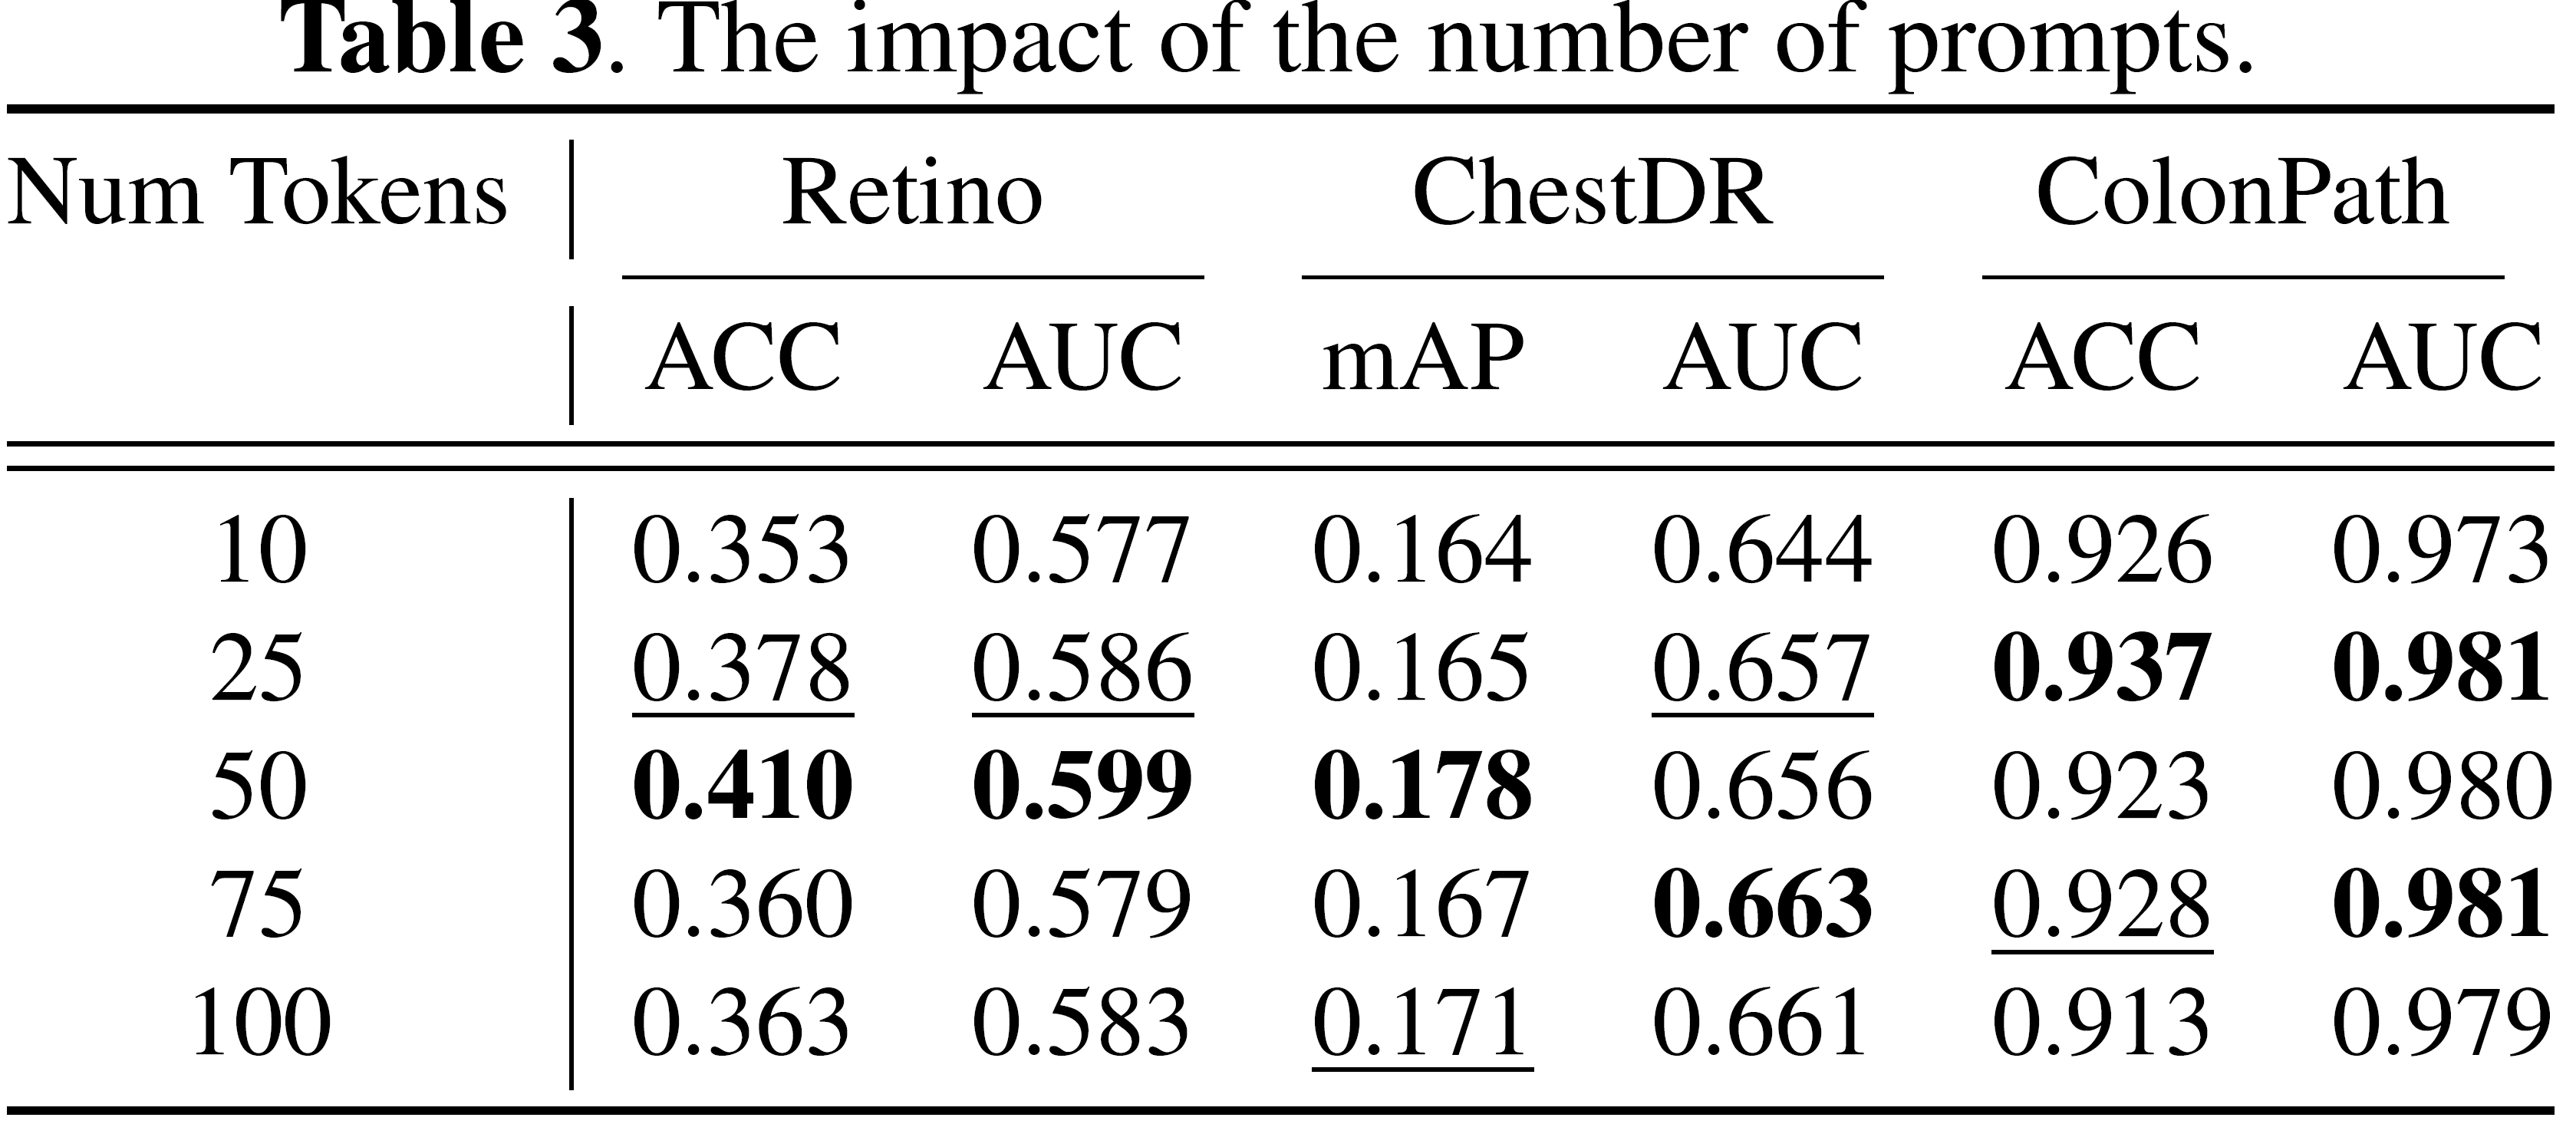 Table 3. The impact of the number of prompts.
Num Tokens Retino ChestDR ColonPath
ACC AUC mAP AUC ACC AUC
10 0.353 0.577 0.164 0.644 0.926 0.973
25 0.378 0.586 0.165 0.657 0.937 0.981
50 0.410 0.599 0.178 0.656 0.923 0.980
75 0.360 0.579 0.167 0.663 0.928 0.981
100 0.363 0.583 0.171 0.661 0.913 0.979